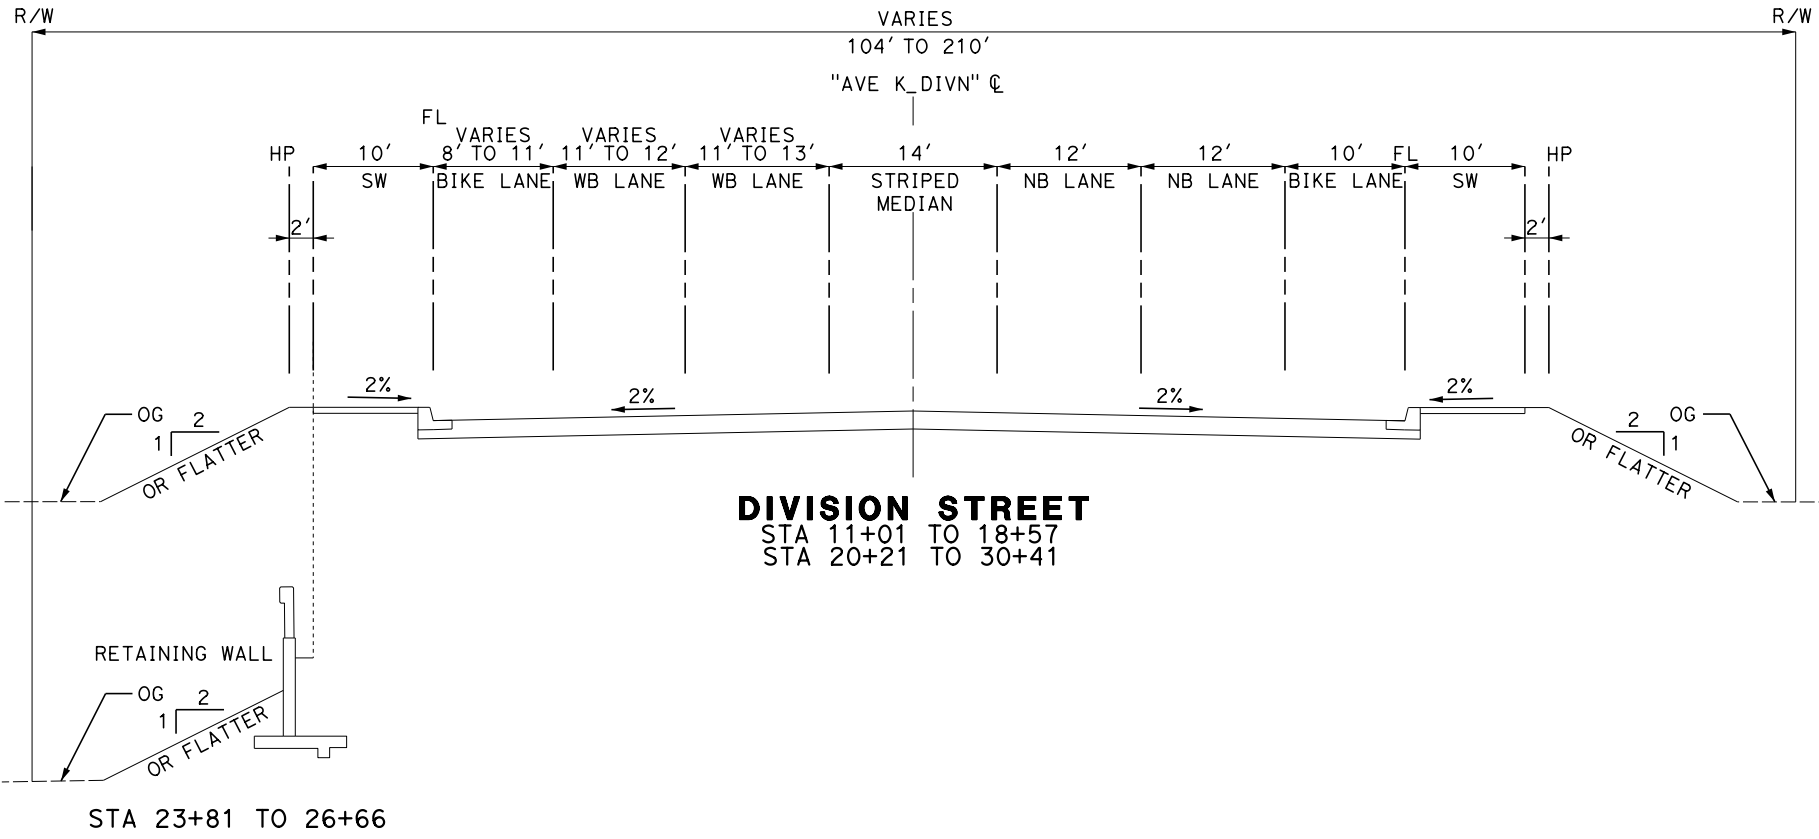 R/W
VARIES
R/W
104' TO 210'
"AVE K_DIVN" ℄
FL
VARIES VARIES VARIES
HP 10' 8' TO 11' 11' TO 12' 11' TO 13' 14' 12' 12' 10' FL 10' HP
SW BIKE LANE WB LANE WB LANE STRIPED NB LANE NB LANE BIKE LANE SW
MEDIAN
2' 2'
2% 2% 2% 2%
OG 2 2 OG
1 1
OR FLATTER OR FLATTER
DIVISION STREET
STA 11+01 TO 18+57
STA 20+21 TO 30+41
RETAINING WALL
OG 2
1
OR FLATTER
STA 23+81 TO 26+66